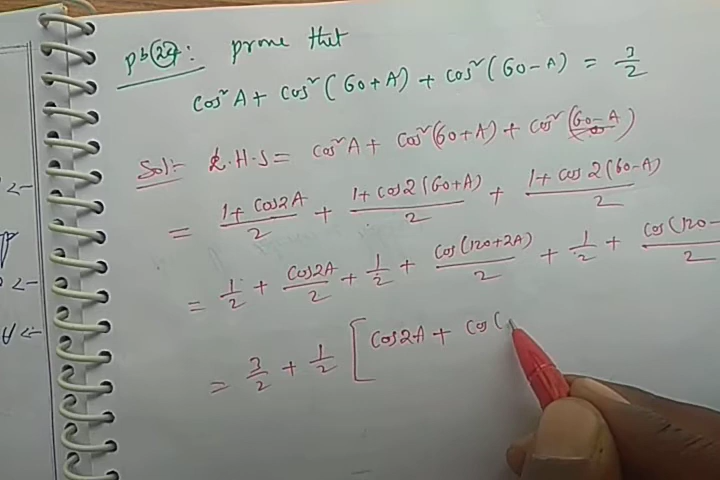 pb(24): prove that
cos²A + cos²(60+A) + cos²(60-A) = 3/2
Sol:- L.H.S = cos²A + cos²(60+A) + cos²(60-A)
= 1+cos2A/2 + 1+cos2(60+A)/2 + 1+cos2(60-A)/2
= 1/2 + cos2A/2 + 1/2 + cos(120+2A)/2 + 1/2 + cos(120-/2
= 3/2 + 1/2 [cos2A + cos(